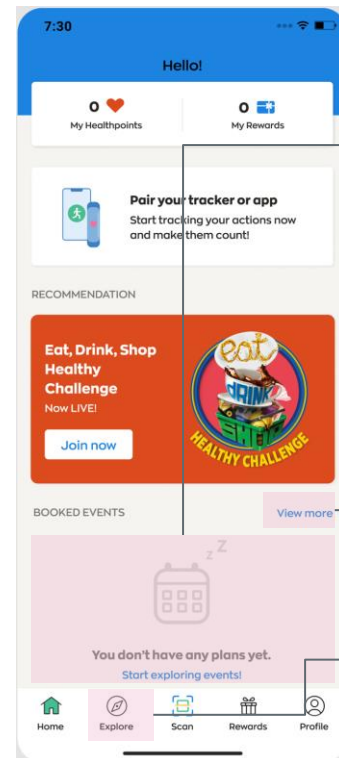 7:30
Hello!
0
0
My Healthpoints
My Rewards
Pair your tracker or app
Start tracking your actions now
and make them count!
RECOMMENDATION
Eat, Drink, Shop
Healthy
Challenge
Now LIVE!
Join now
eat
DRINK
SHOP
HEALTHY CHALLENGE
BOOKED EVENTS
View more
z Z
You don't have any plans yet.
Start exploring events!
Home
Explore
Scan
Rewards
Profile